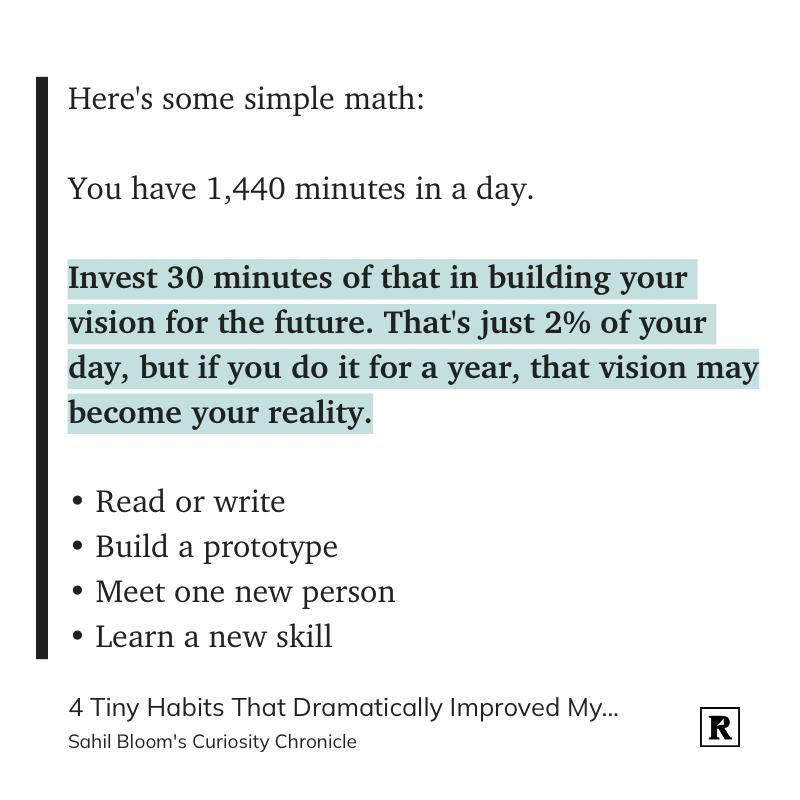 Here's some simple math:
You have 1,440 minutes in a day.
Invest 30 minutes of that in building your
vision for the future. That's just 2% of your
day, but if you do it for a year, that vision may
become your reality.
• Read or write
• Build a prototype
• Meet one new person
• Learn a new skill
4 Tiny Habits That Dramatically Improved My...
Sahil Bloom's Curiosity Chronicle
R